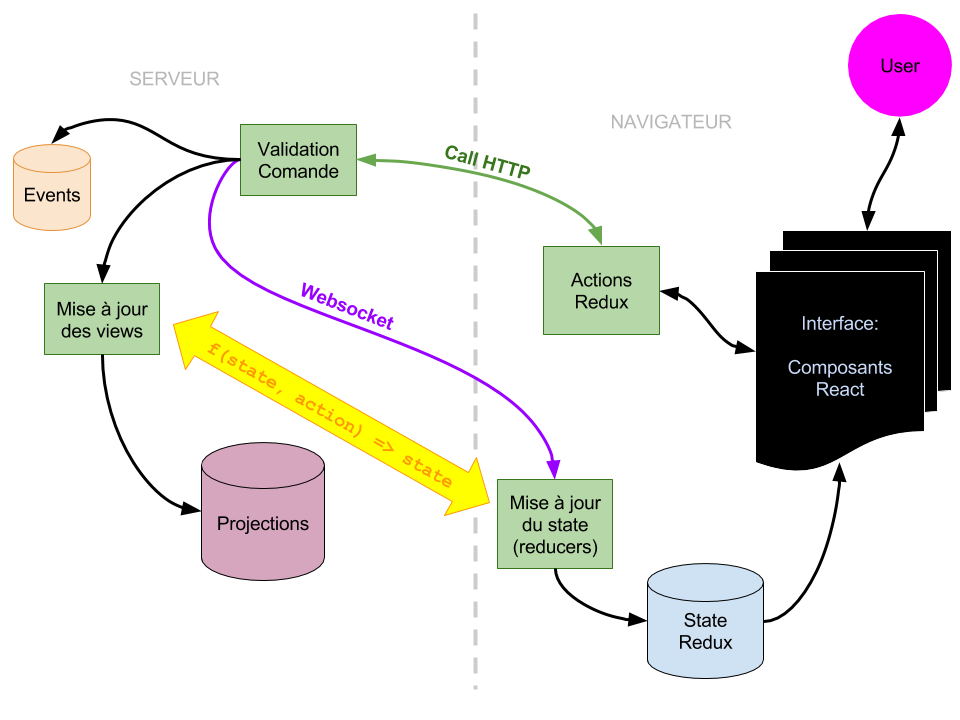 SERVEUR
NAVIGATEUR
User
Validation
Comande
Call HTTP
Events
Actions
Redux
Mise à jour
des views
Websocket
Interface:
Composants
React
f(state, action) => state
Projections
Mise à jour
du state
(reducers)
State
Redux